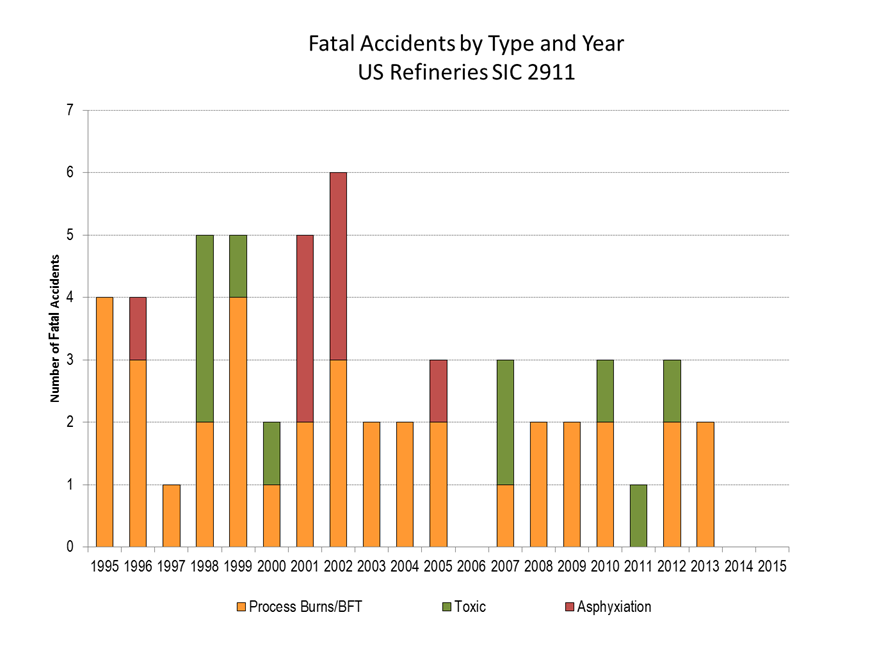 Fatal Accidents by Type and Year
US Refineries SIC 2911
7
6
5
4
3
2
1
0
Number of Fatal Accidents
1995 1996 1997 1998 1999 2000 2001 2002 2003 2004 2005 2006 2007 2008 2009 2010 2011 2012 2013 2014 2015
Process Burns/BFT Toxic Asphyxiation